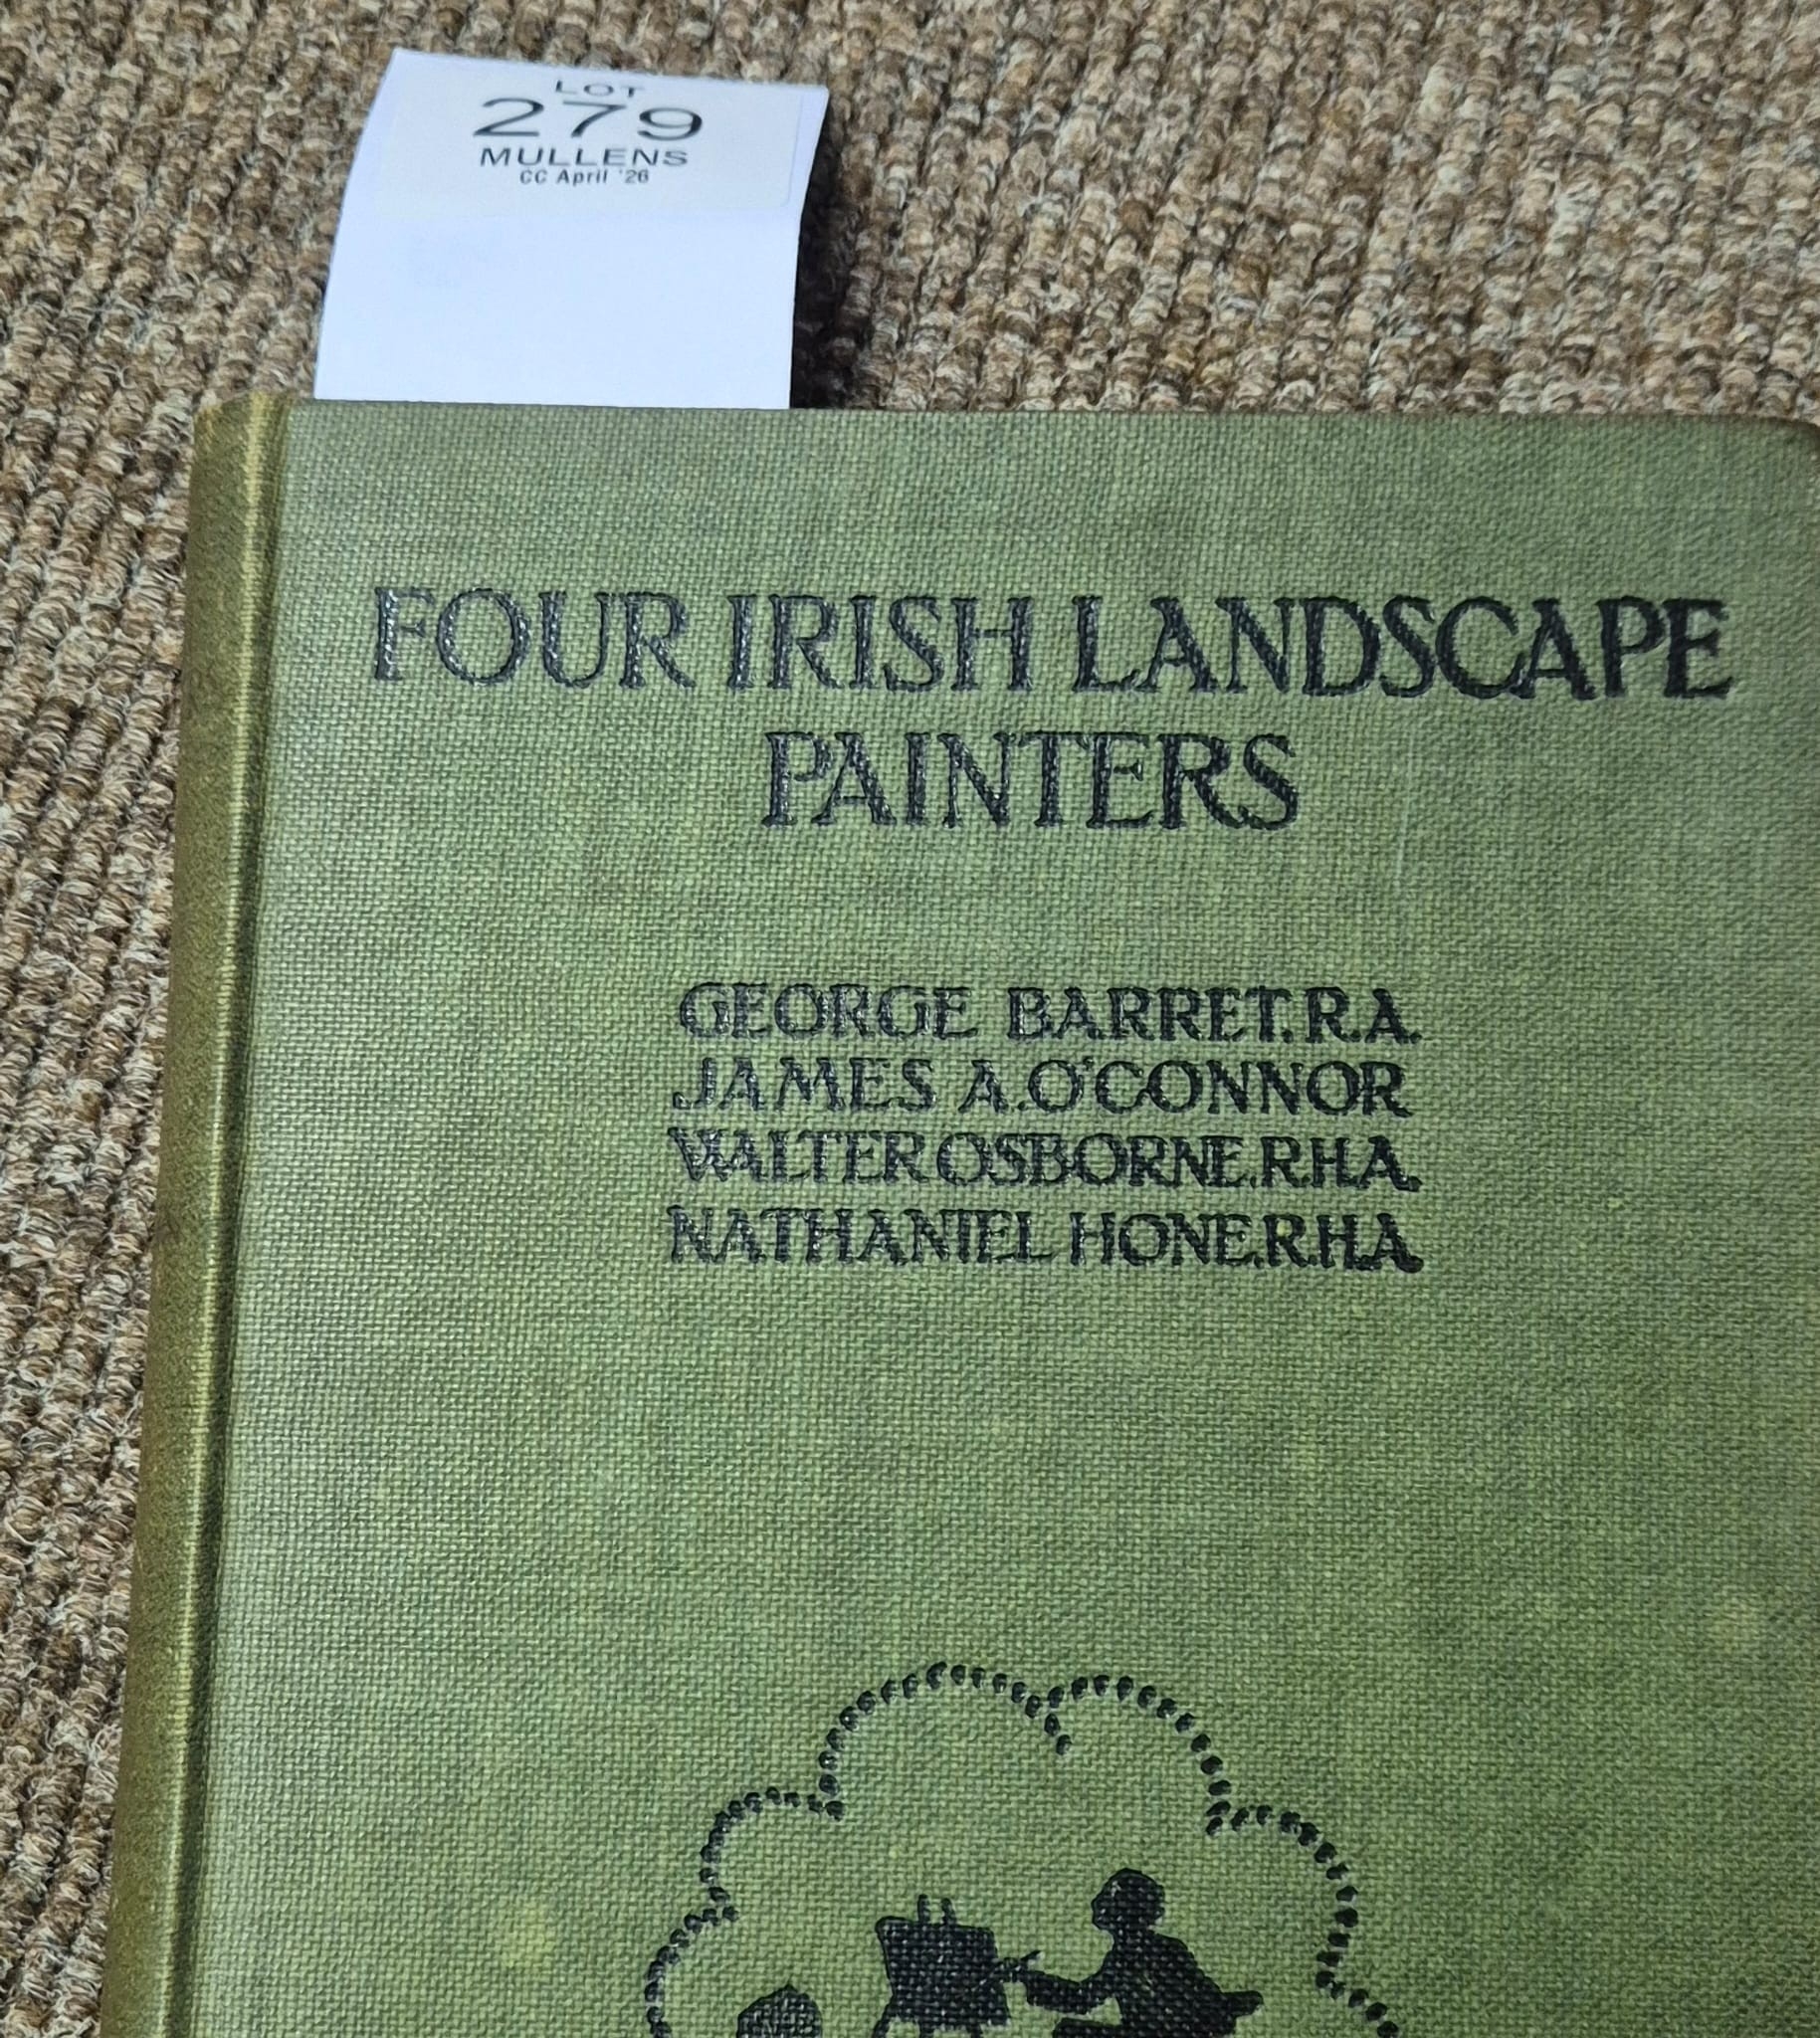 LOT
279
MULLENS
CC April '26
FOUR IRISH LANDSCAPE
PAINTERS
GEORGE BARRET, R.A.
JAMES A. O'CONNOR
WALTER OSBORNE, R.H.A.
NATHANIEL HONE, R.H.A.